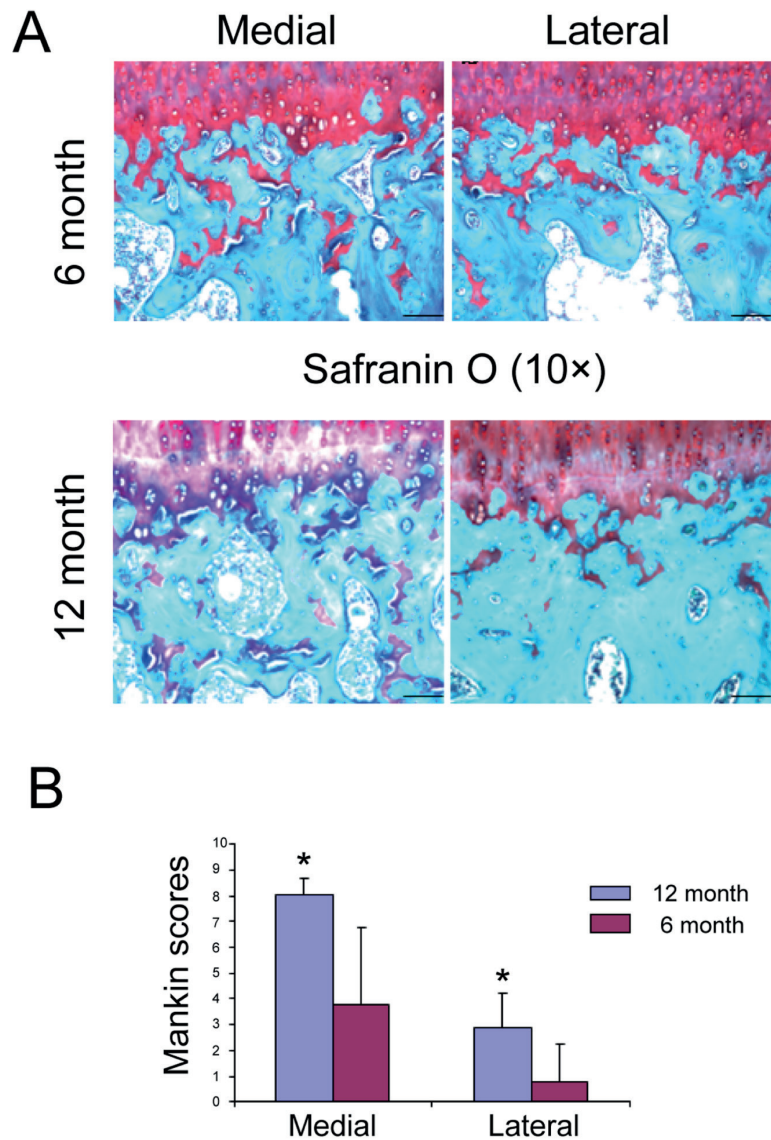 A
Medial
Lateral
6 month
Safranin O (10×)
12 month
B
Mankin scores
10
9
8
7
6
5
4
3
2
1
0
*
*
12 month
6 month
Medial
Lateral